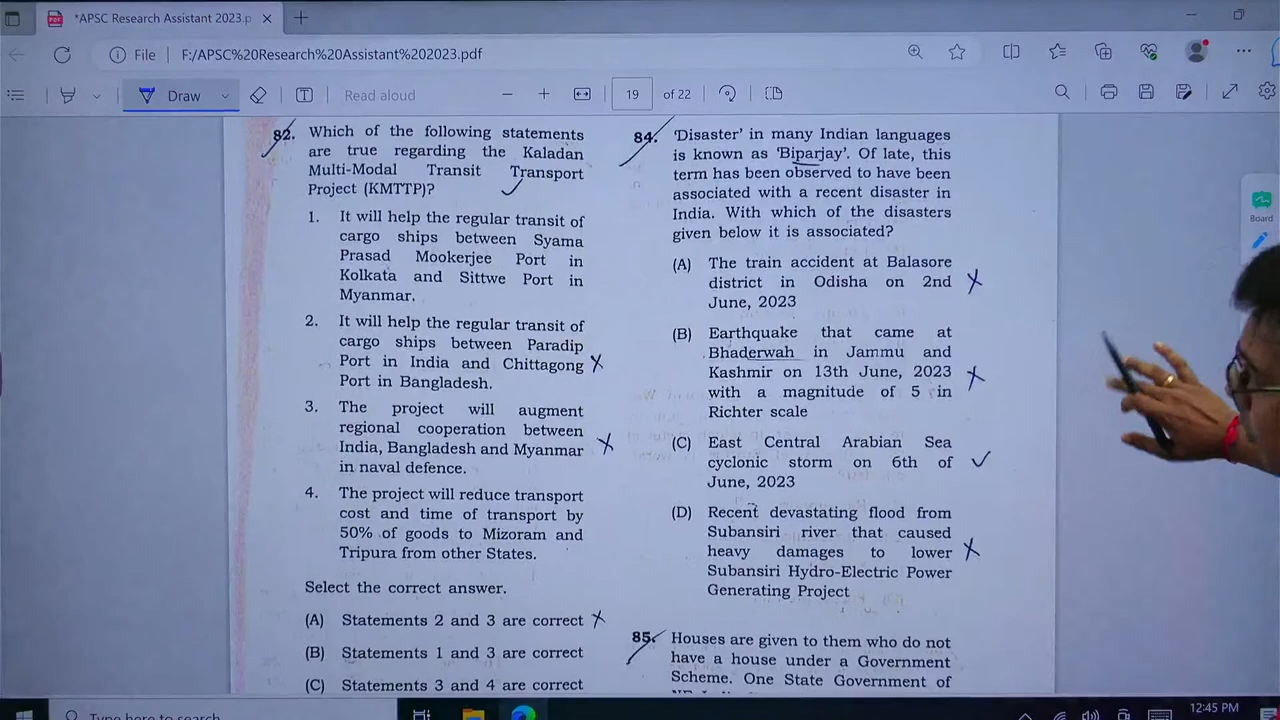 *APSC Research Assistant 2023.p
File
F:/APSC%20Research%20Assistant%202023.pdf
Draw
Read aloud
19
of 22
82. Which of the following statements
are true regarding the Kaladan
Multi-Modal Transit Transport
Project (KMTTP)?
1. It will help the regular transit of
cargo ships between Syama
Prasad Mookerjee Port in
Kolkata and Sittwe Port in
Myanmar.
2. It will help the regular transit of
cargo ships between Paradip
Port in India and Chittagong
Port in Bangladesh.
3. The project will augment
regional cooperation between
India, Bangladesh and Myanmar
in naval defence.
4. The project will reduce transport
cost and time of transport by
50% of goods to Mizoram and
Tripura from other States.
Select the correct answer.
(A) Statements 2 and 3 are correct
(B) Statements 1 and 3 are correct
(C) Statements 3 and 4 are correct
84. 'Disaster' in many Indian languages
is known as 'Biparjay'. Of late, this
term has been observed to have been
associated with a recent disaster in
India. With which of the disasters
given below it is associated?
(A) The train accident at Balasore
district in Odisha on 2nd
June, 2023
(B) Earthquake that came at
Bhaderwah in Jammu and
Kashmir on 13th June, 2023
with a magnitude of 5 in
Richter scale
(C) East Central Arabian Sea
cyclonic storm on 6th of
June, 2023
(D) Recent devastating flood from
Subansiri river that caused
heavy damages to lower
Subansiri Hydro-Electric Power
Generating Project
85. Houses are given to them who do not
have a house under a Government
Scheme. One State Government of
Board
Type here to search
12:45 PM